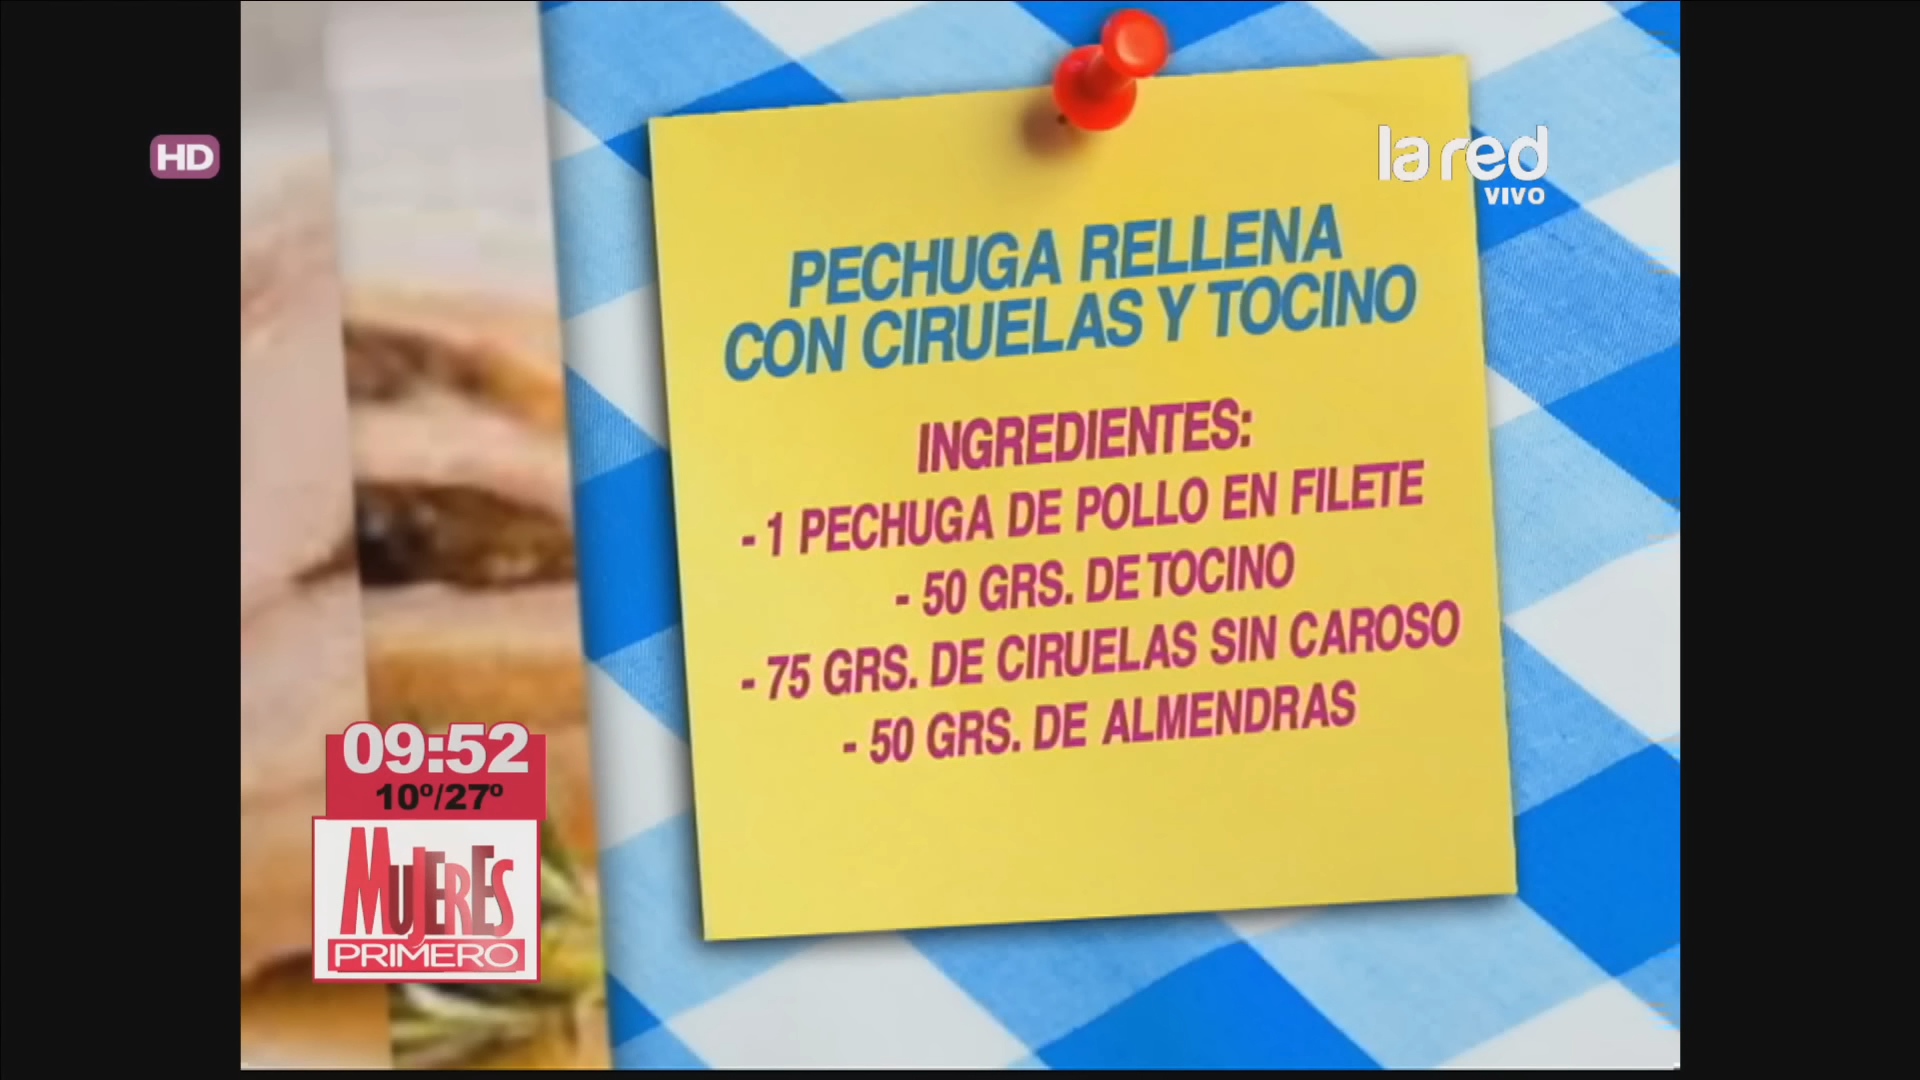 HD
la red
VIVO
PECHUGA RELLENA
CON CIRUELAS Y TOCINO
INGREDIENTES:
- 1 PECHUGA DE POLLO EN FILETE
- 50 GRS. DE TOCINO
- 75 GRS. DE CIRUELAS SIN CAROSO
- 50 GRS. DE ALMENDRAS
09:52
10º/27º
MUJERES
PRIMERO